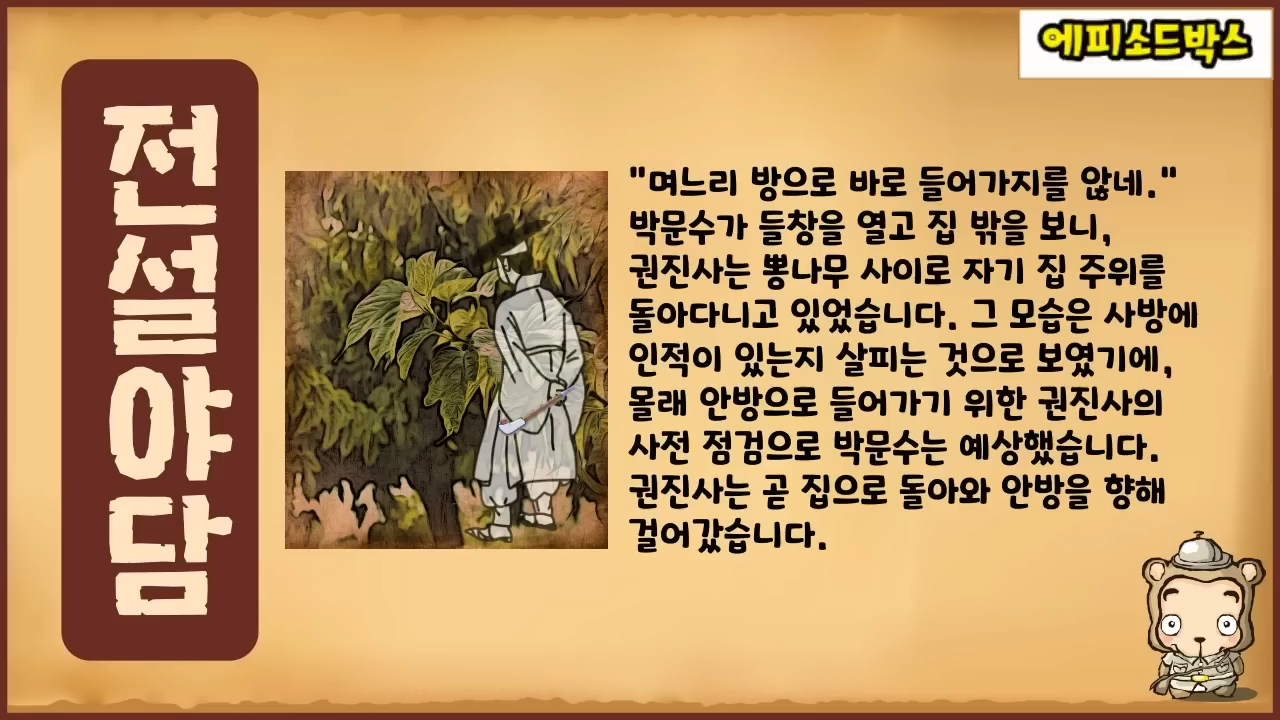 에피소드박스
전설야담
"며느리 방으로 바로 들어가지를 않네."
박문수가 들창을 열고 집 밖을 보니,
권진사는 뽕나무 사이로 자기 집 주위를
돌아다니고 있었습니다. 그 모습은 사방에
인적이 있는지 살피는 것으로 보였기에,
몰래 안방으로 들어가기 위한 권진사의
사전 점검으로 박문수는 예상했습니다.
권진사는 곧 집으로 돌아와 안방을 향해
걸어갔습니다.